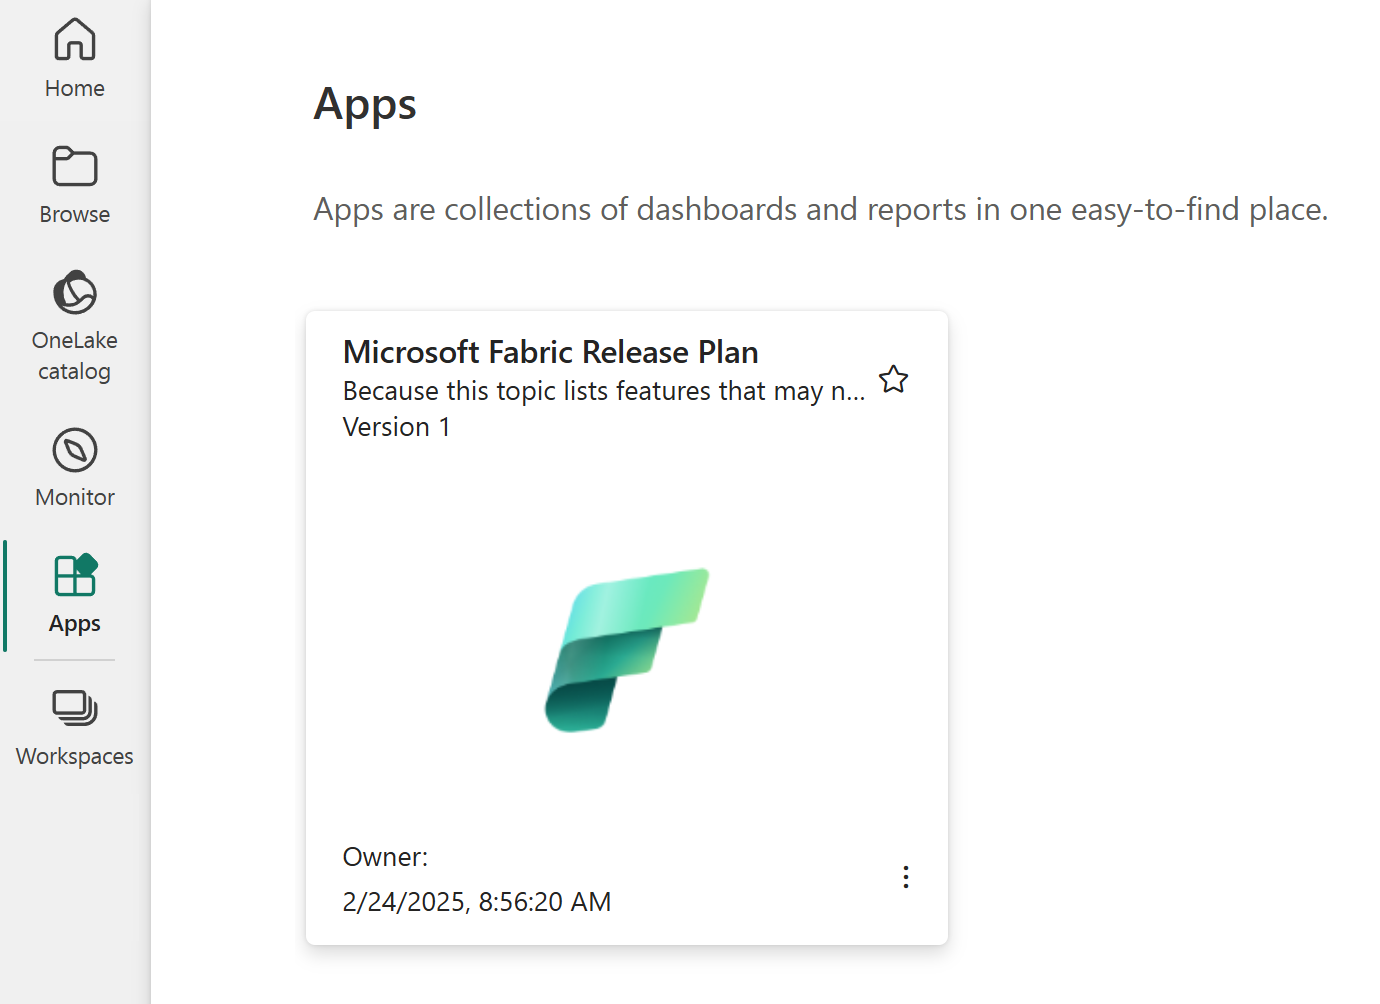 Home
Browse
OneLake
catalog
Monitor
Apps
Workspaces
Apps
Apps are collections of dashboards and reports in one easy-to-find place.
Microsoft Fabric Release Plan
Because this topic lists features that may n...
Version 1
Owner:
2/24/2025, 8:56:20 AM